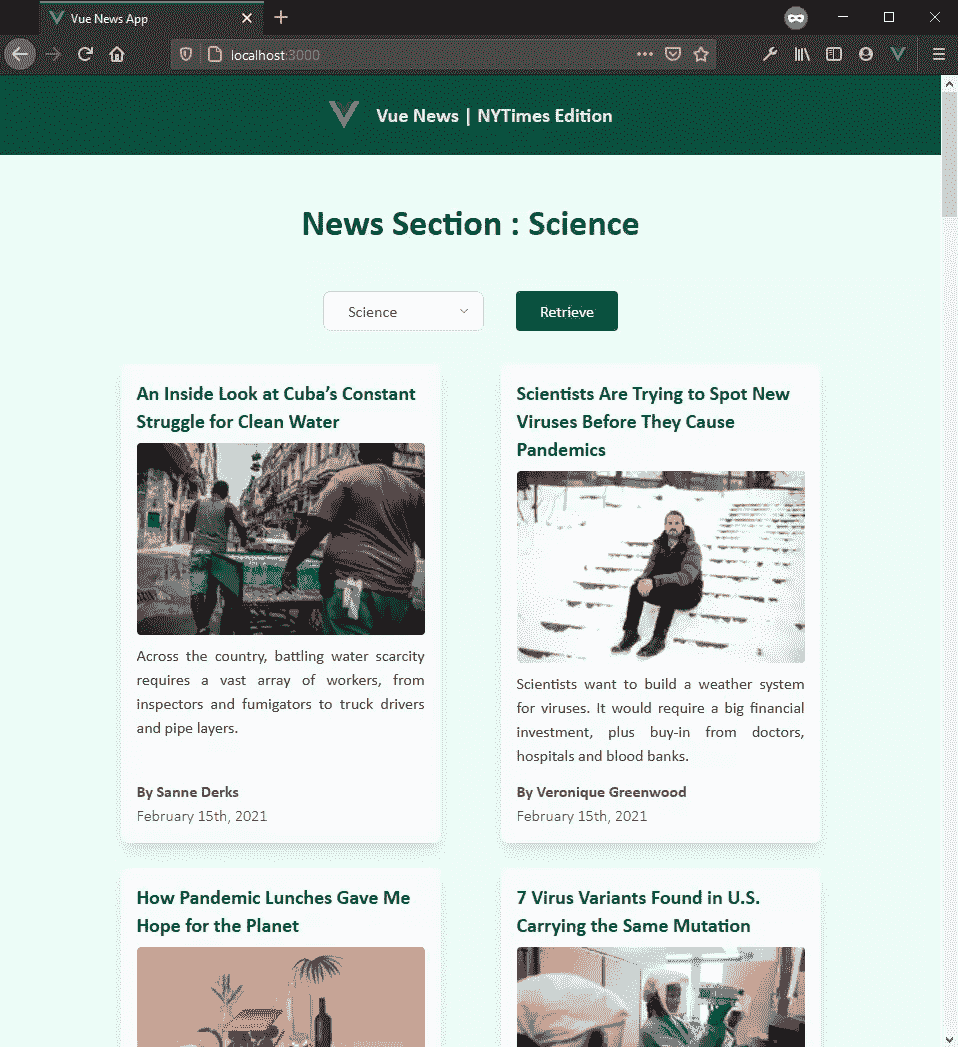 Vue News App
localhost:3000
Vue News | NYTimes Edition
News Section : Science
Science
Retrieve
An Inside Look at Cuba’s Constant
Struggle for Clean Water
Across the country, battling water scarcity
requires a vast array of workers, from
inspectors and fumigators to truck drivers
and pipe layers.
By Sanne Derks
February 15th, 2021
Scientists Are Trying to Spot New
Viruses Before They Cause
Pandemics
Scientists want to build a weather system
for viruses. It would require a big financial
investment, plus buy-in from doctors,
hospitals and blood banks.
By Veronique Greenwood
February 15th, 2021
How Pandemic Lunches Gave Me
Hope for the Planet
7 Virus Variants Found in U.S.
Carrying the Same Mutation